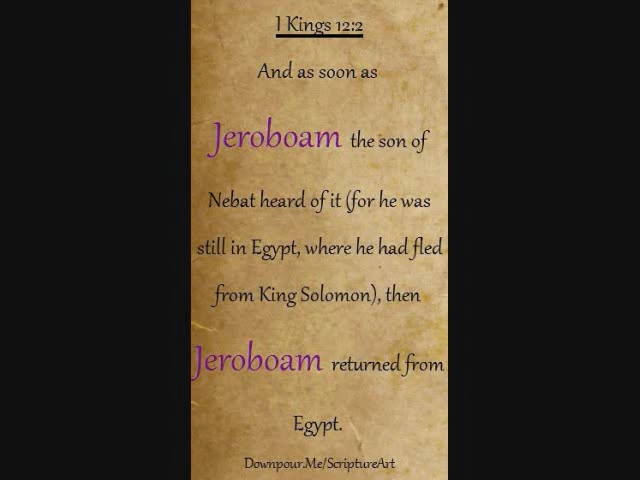 1 Kings 12:2
And as soon as
Jeroboam the son of
Nebat heard of it (for he was
still in Egypt, where he had fled
from King Solomon), then
Jeroboam returned from
Egypt.
Downpour.Me/ScriptureArt